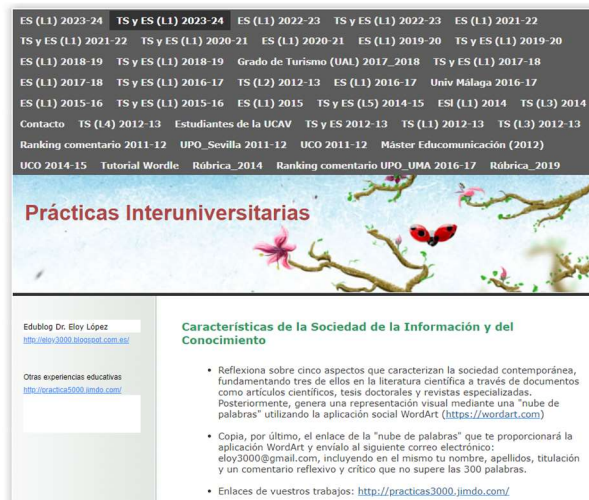 ES (L1) 2023-24 TS y ES (L1) 2023-24 ES (L1) 2022-23 TS y ES (L1) 2022-23 ES (L1) 2021-22
TS y ES (L1) 2021-22 TS y ES (L1) 2020-21 ES (L1) 2020-21 ES (L1) 2019-20 TS y ES (L1) 2019-20
ES (L1) 2018-19 TS y ES (L1) 2018-19 Grado de Turismo (UAL) 2017_2018 TS y ES (L1) 2017-18
ES (L1) 2017-18 TS y ES (L1) 2016-17 TS (L2) 2012-13 ES (L1) 2016-17 Univ Málaga 2016-17
ES (L1) 2015-16 TS y ES (L1) 2015-16 ES (L1) 2015 TS y ES (L5) 2014-15 ESl (L1) 2014 TS (L3) 2014
Contacto TS (L4) 2012-13 Estudiantes de la UCAV TS y ES 2012-13 TS (L1) 2012-13 TS (L3) 2012-13
Ranking comentario 2011-12 UPO_Sevilla 2011-12 UCO 2011-12 Máster Educomunicación (2012)
UCO 2014-15 Tutorial Wordle Rúbrica_2014 Ranking comentario UPO_UMA 2016-17 Rúbrica_2019
Prácticas Interuniversitarias
Edublog Dr. Eloy López
http://eloy3000.blogspot.com.es/
Otras experiencias educativas
http://practica5000.jimdo.com/
Características de la Sociedad de la Información y del
Conocimiento
• Reflexiona sobre cinco aspectos que caracterizan la sociedad contemporánea,
fundamentando tres de ellos en la literatura científica a través de documentos
como artículos científicos, tesis doctorales y revistas especializadas.
Posteriormente, genera una representación visual mediante una "nube de
palabras" utilizando la aplicación social WordArt (https://wordart.com)
• Copia, por último, el enlace de la "nube de palabras" que te proporcionará la
aplicación WordArt y envíalo al siguiente correo electrónico:
eloy3000@gmail.com, incluyendo en el mismo tu nombre, apellidos, titulación
y un comentario reflexivo y crítico que no supere las 300 palabras.
• Enlaces de vuestros trabajos: http://practicas3000.jimdo.com/